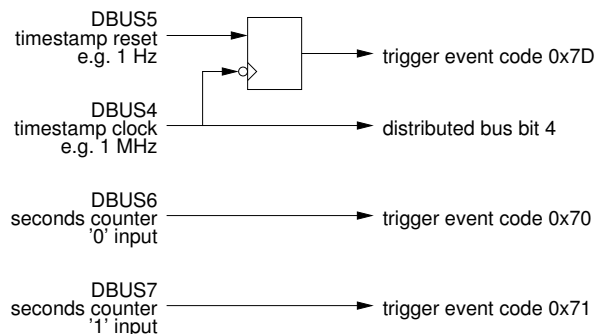 DBUS5
timestamp reset
e.g. 1 Hz
trigger event code 0x7D
DBUS4
timestamp clock
e.g. 1 MHz
distributed bus bit 4
DBUS6
seconds counter
'0' input
trigger event code 0x70
DBUS7
seconds counter
'1' input
trigger event code 0x71